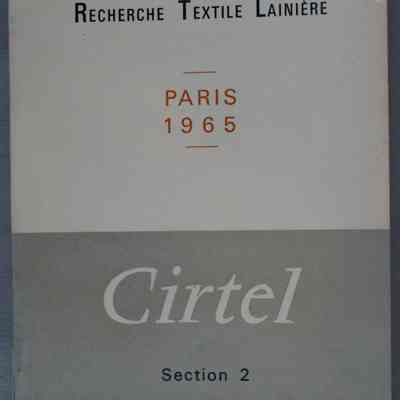 Recherche Textile Lainière
PARIS
1965
Cirtel
Section 2